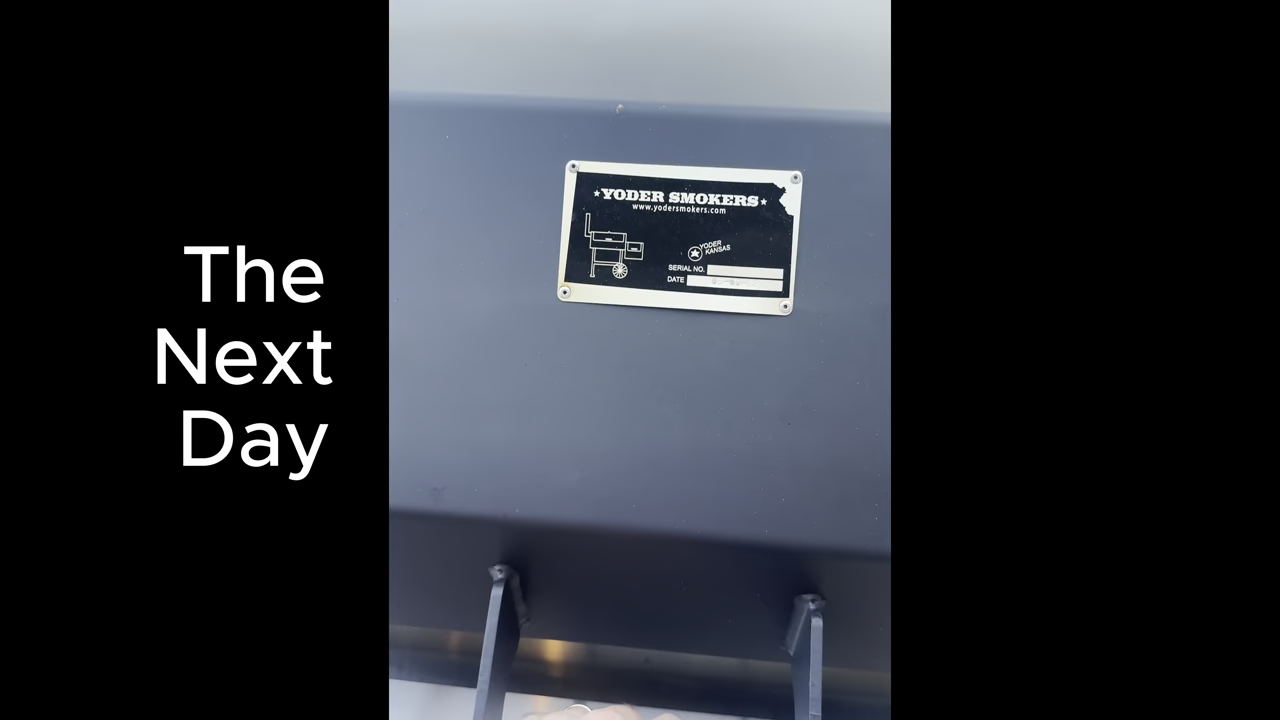 The
Next
Day
YODER SMOKERS
www.yodersmokers.com
YODER
KANSAS
SERIAL NO.
DATE